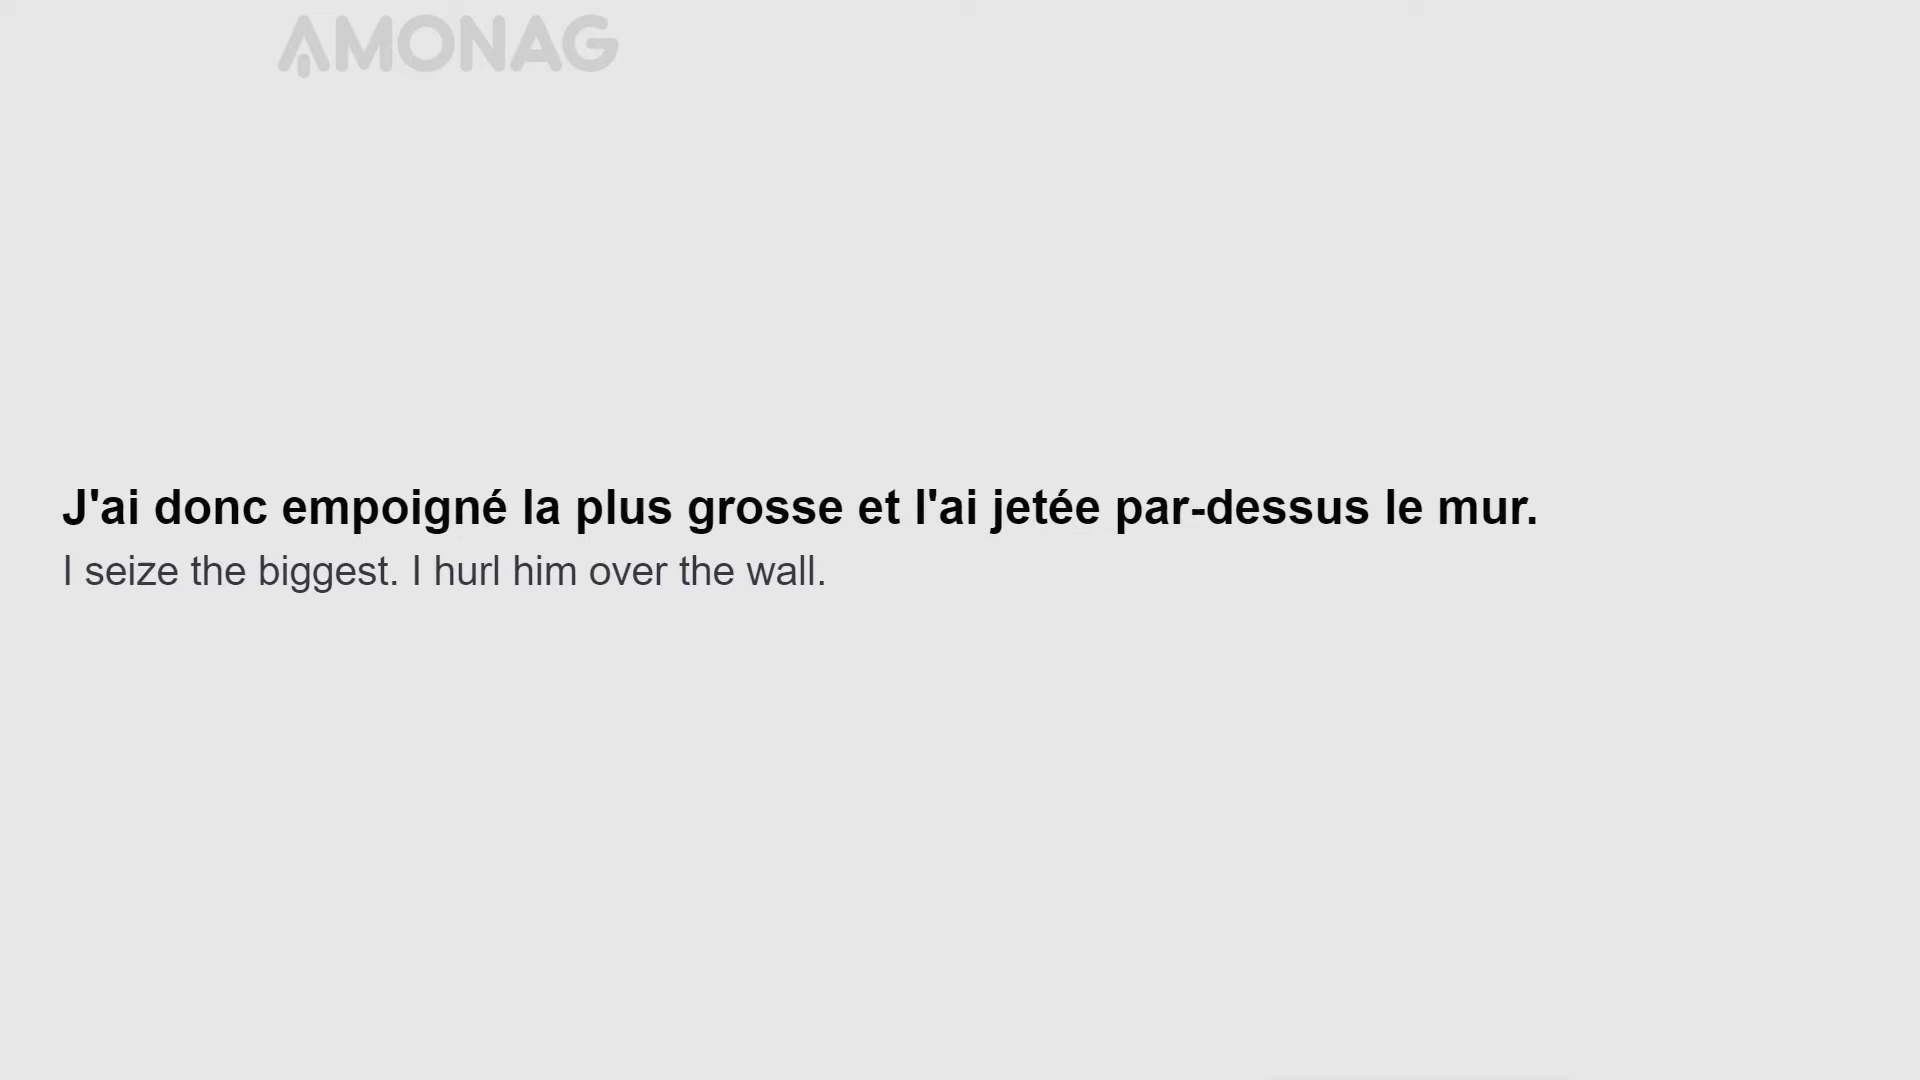 AMONAG
J'ai donc empoigné la plus grosse et l'ai jetée par-dessus le mur.
I seize the biggest. I hurl him over the wall.